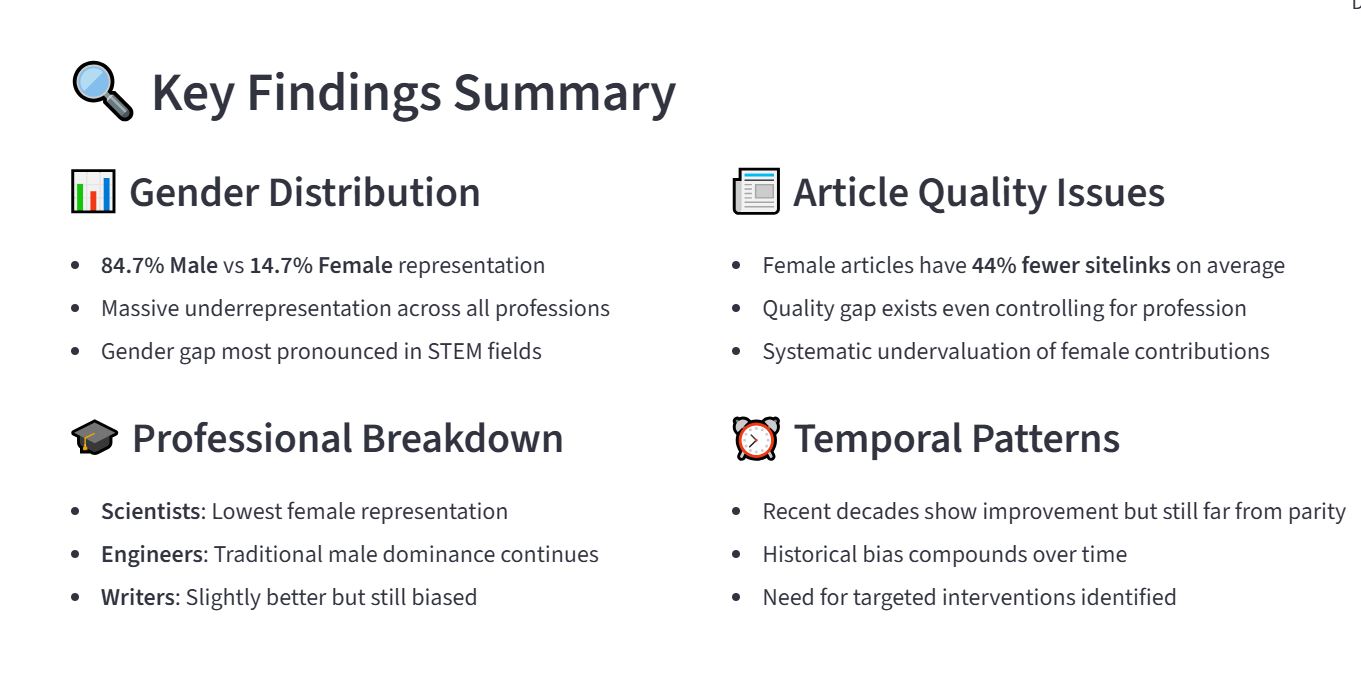 Key Findings Summary
Gender Distribution
84.7% Male vs 14.7% Female representation
Massive underrepresentation across all professions
Gender gap most pronounced in STEM fields
Article Quality Issues
Female articles have 44% fewer sitelinks on average
Quality gap exists even controlling for profession
Systematic undervaluation of female contributions
Professional Breakdown
Scientists: Lowest female representation
Engineers: Traditional male dominance continues
Writers: Slightly better but still biased
Temporal Patterns
Recent decades show improvement but still far from parity
Historical bias compounds over time
Need for targeted interventions identified